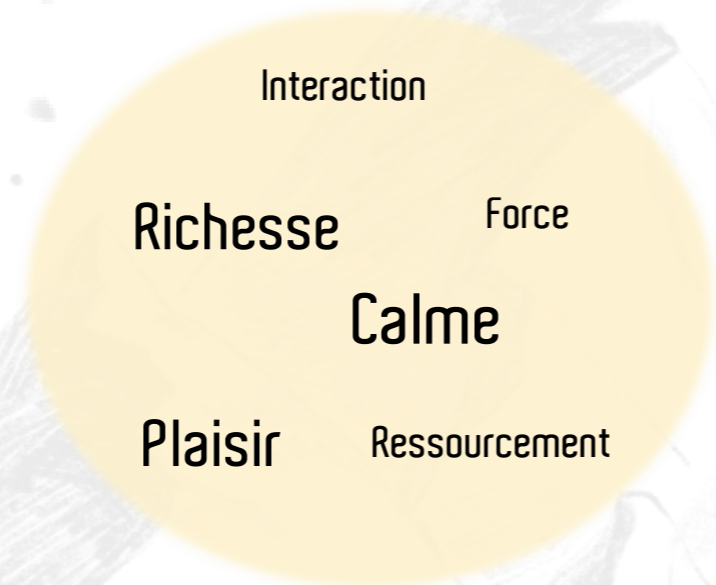 Interaction
Richesse
Force
Calme
Plaisir
Ressourcement